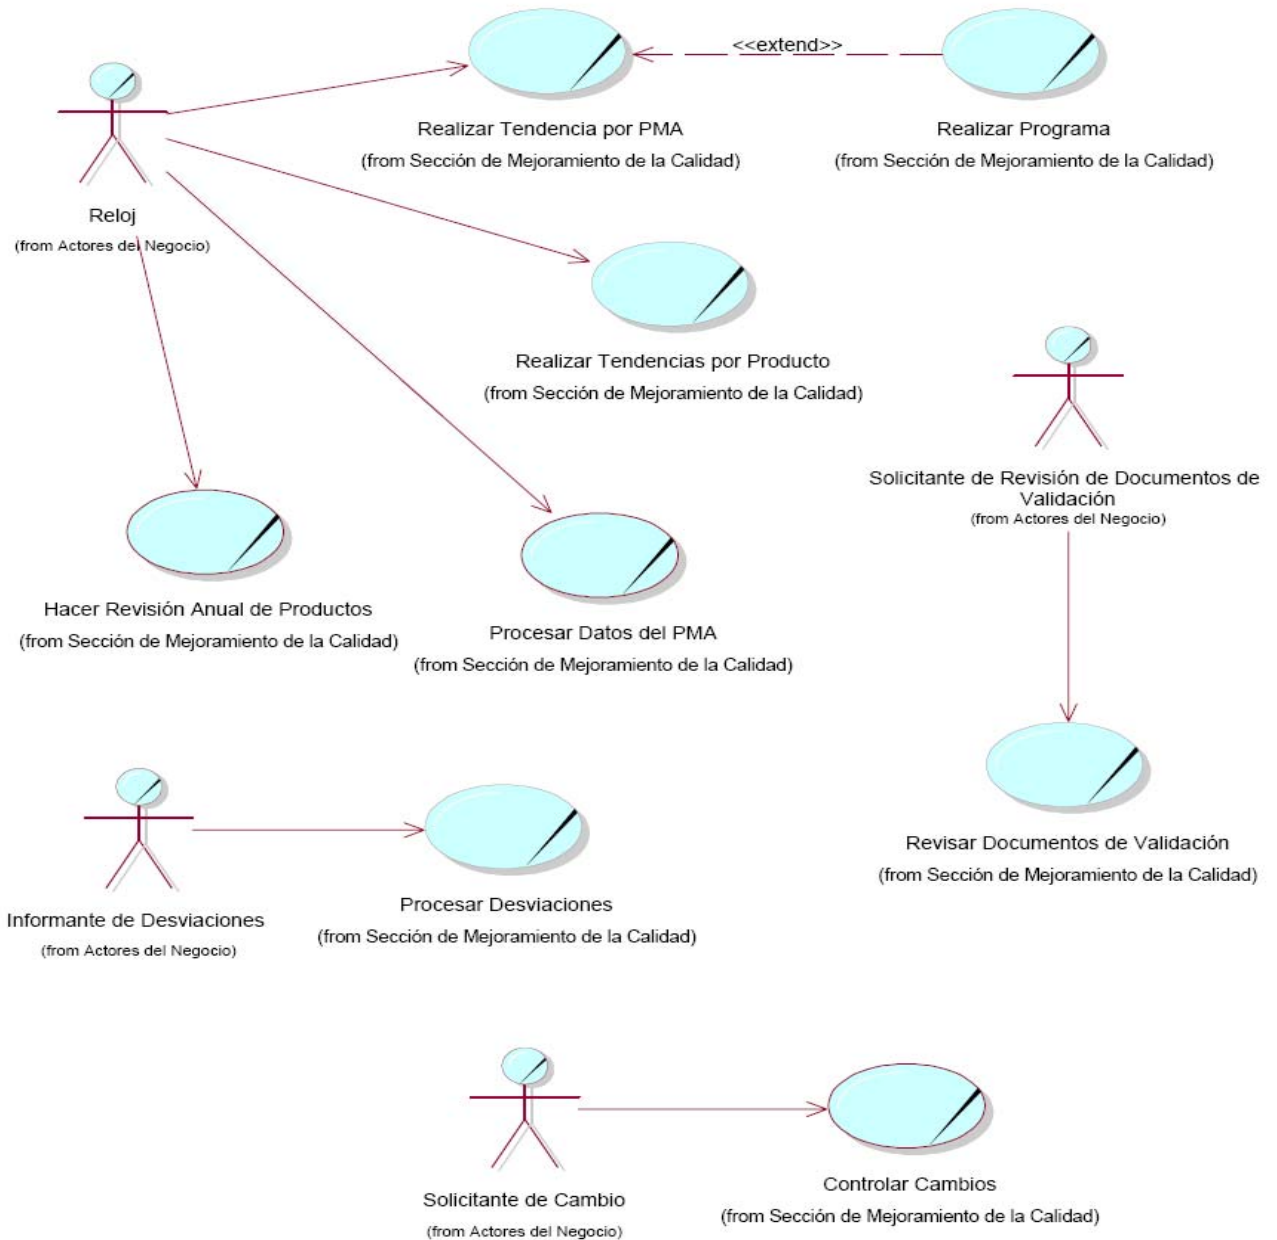 <<extend>>
Realizar Tendencia por PMA
(from Sección de Mejoramiento de la Calidad)
Realizar Programa
(from Sección de Mejoramiento de la Calidad)
Reloj
(from Actores del Negocio)
Realizar Tendencias por Producto
(from Sección de Mejoramiento de la Calidad)
Solicitante de Revisión de Documentos de
Validación
(from Actores del Negocio)
Hacer Revisión Anual de Productos
(from Sección de Mejoramiento de la Calidad)
Procesar Datos del PMA
(from Sección de Mejoramiento de la Calidad)
Revisar Documentos de Validación
(from Sección de Mejoramiento de la Calidad)
Informante de Desviaciones
(from Actores del Negocio)
Procesar Desviaciones
(from Sección de Mejoramiento de la Calidad)
Solicitante de Cambio
(from Actores del Negocio)
Controlar Cambios
(from Sección de Mejoramiento de la Calidad)